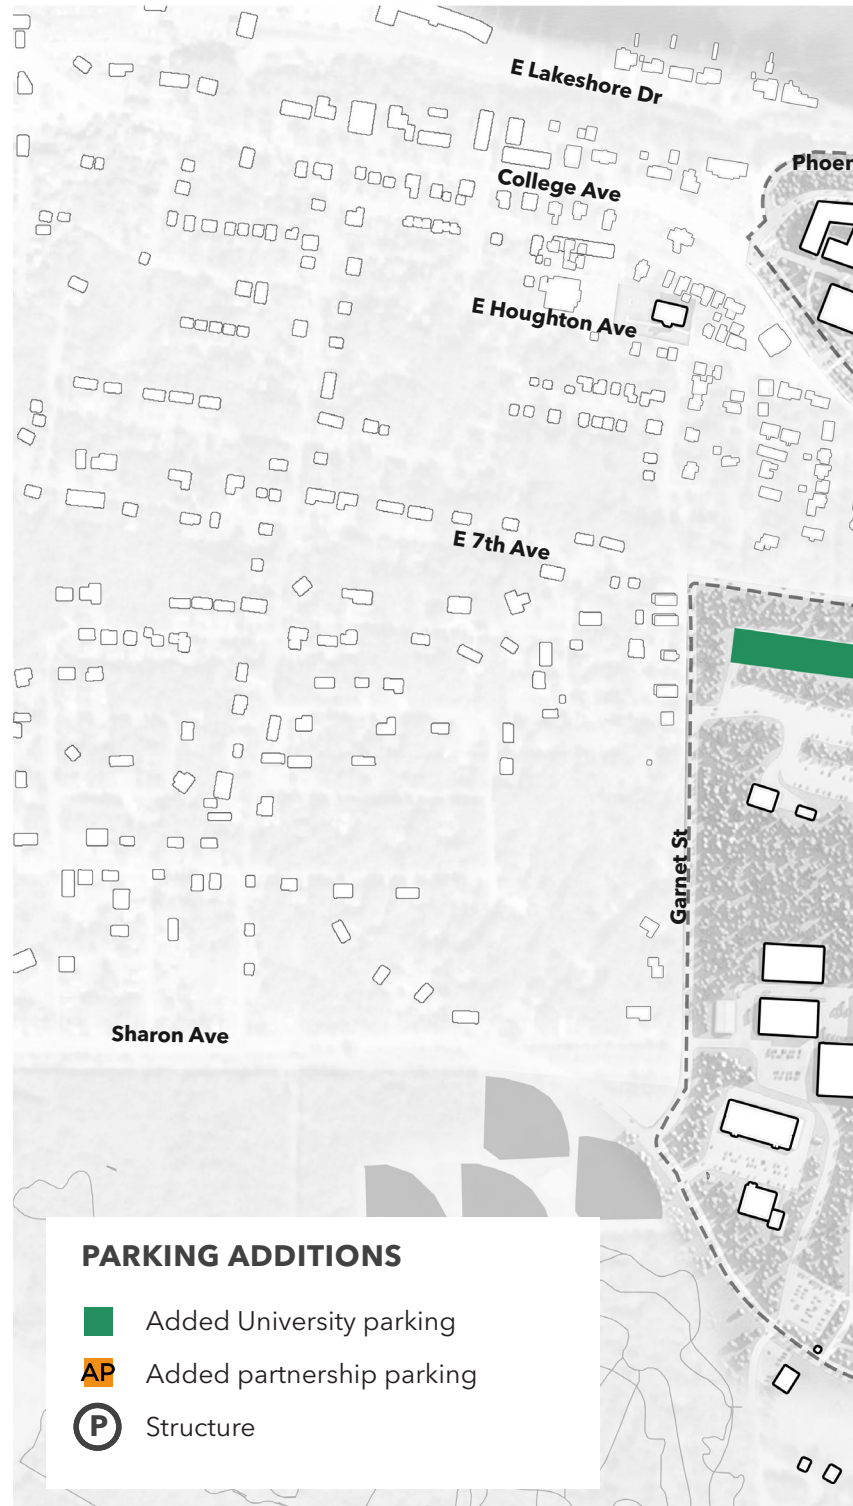 E Lakeshore Dr
Phoer
College Ave
E Houghton Ave
E 7th Ave
Garnet St
Sharon Ave
PARKING ADDITIONS
Added University parking
AP Added partnership parking
P Structure